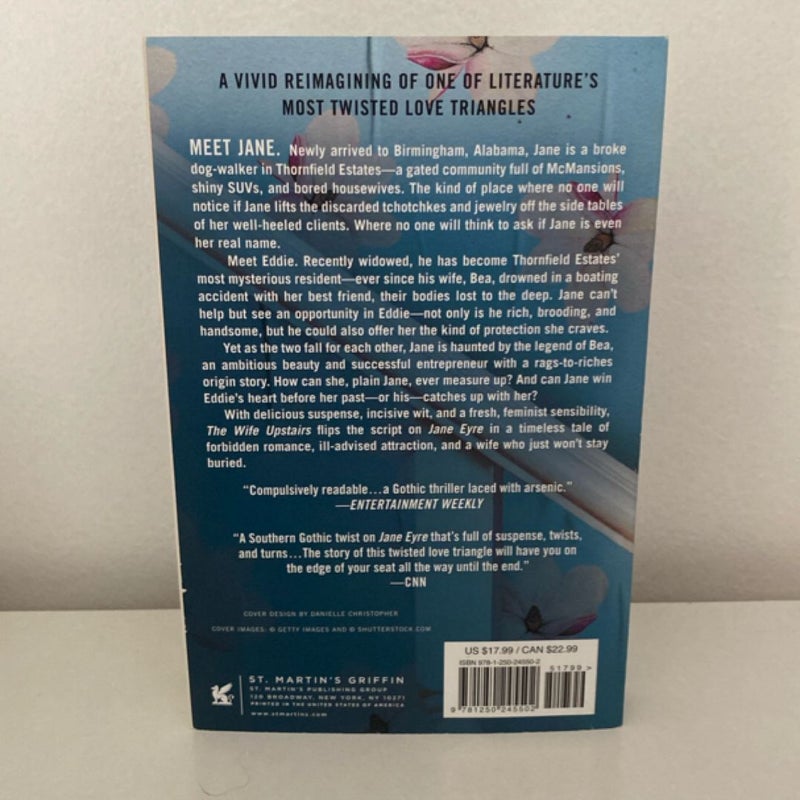 A VIVID REIMAGINING OF ONE OF LITERATURE'S
MOST TWISTED LOVE TRIANGLES
MEET JANE. Newly arrived to Birmingham, Alabama, Jane is a broke
dog-walker in Thornfield Estates—a gated community full of McMansions,
shiny SUVs, and bored housewives. The kind of place where no one will
notice if Jane lifts the discarded tchotchkes and jewelry off the side tables
of her well-heeled clients. Where no one will think to ask if Jane is even
her real name.
Meet Eddie. Recently widowed, he has become Thornfield Estates'
most mysterious resident—ever since his wife, Bea, drowned in a boating
accident with her best friend, their bodies lost to the deep. Jane can't
help but see an opportunity in Eddie—not only is he rich, brooding, and
handsome, but he could also offer her the kind of protection she craves.
Yet as the two fall for each other, Jane is haunted by the legend of Bea,
an ambitious beauty and successful entrepreneur with a rags-to-riches
origin story. How can she, plain Jane, ever measure up? And can Jane win
Eddie's heart before her past—or his—catches up with her?
With delicious suspense, incisive wit, and a fresh, feminist sensibility,
The Wife Upstairs flips the script on Jane Eyre in a timeless tale of
forbidden romance, ill-advised attraction, and a wife who just won't stay
buried.
"Compulsively readable...a Gothic thriller laced with arsenic."
—ENTERTAINMENT WEEKLY
"A Southern Gothic twist on Jane Eyre that's full of suspense, twists,
and turns...The story of this twisted love triangle will have you on
the edge of your seat all the way until the end."
—CNN
COVER DESIGN BY DANIELLE CHRISTOPHER
COVER IMAGES: © GETTY IMAGES AND © SHUTTERSTOCK.COM
US $17.99 / CAN $22.99
ISBN 978-1-250-24550-2
51799 >
9 781250 245502
ST. MARTIN'S GRIFFIN
ST. MARTIN'S PUBLISHING GROUP
120 BROADWAY, NEW YORK, NY 10271
PRINTED IN THE UNITED STATES OF AMERICA
www.stmartins.com